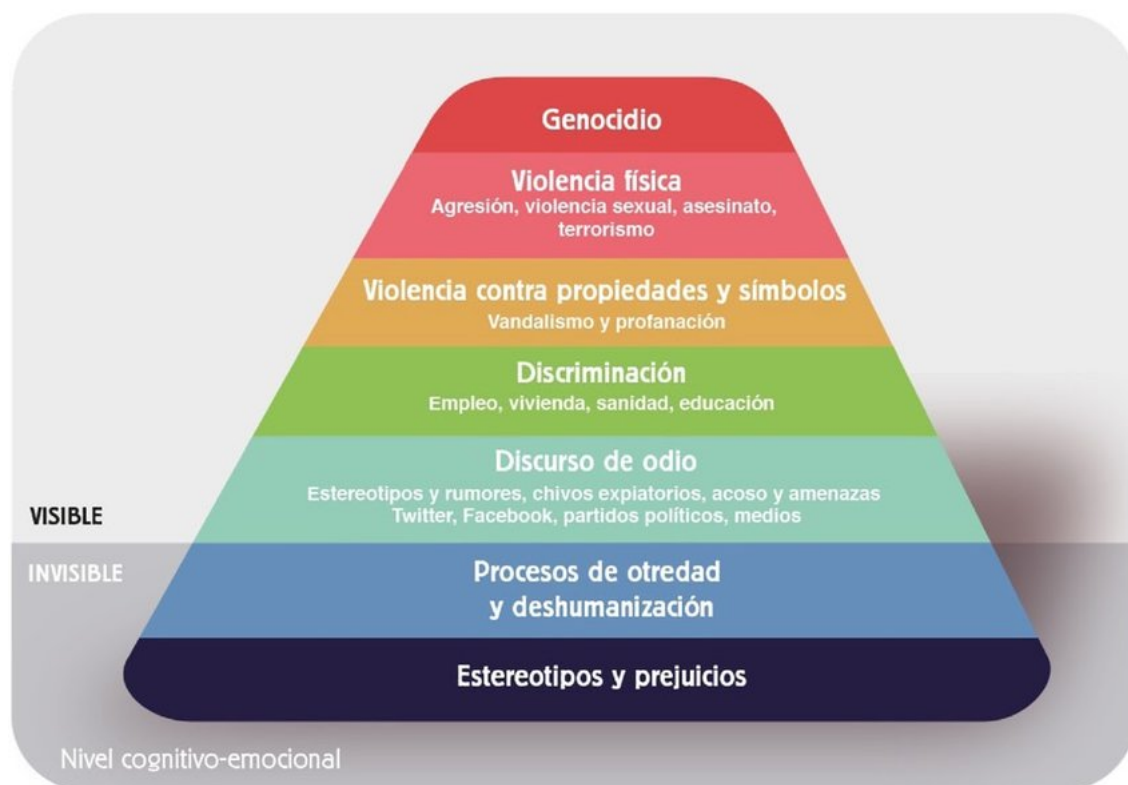 Genocidio
Violencia física
Agresión, violencia sexual, asesinato,
terrorismo
Violencia contra propiedades y símbolos
Vandalismo y profanación
Discriminación
Empleo, vivienda, sanidad, educación
Discurso de odio
Estereotipos y rumores, chivos expiatorios, acoso y amenazas
Twitter, Facebook, partidos políticos, medios
VISIBLE
INVISIBLE
Procesos de otredad
y deshumanización
Estereotipos y prejuicios
Nivel cognitivo-emocional